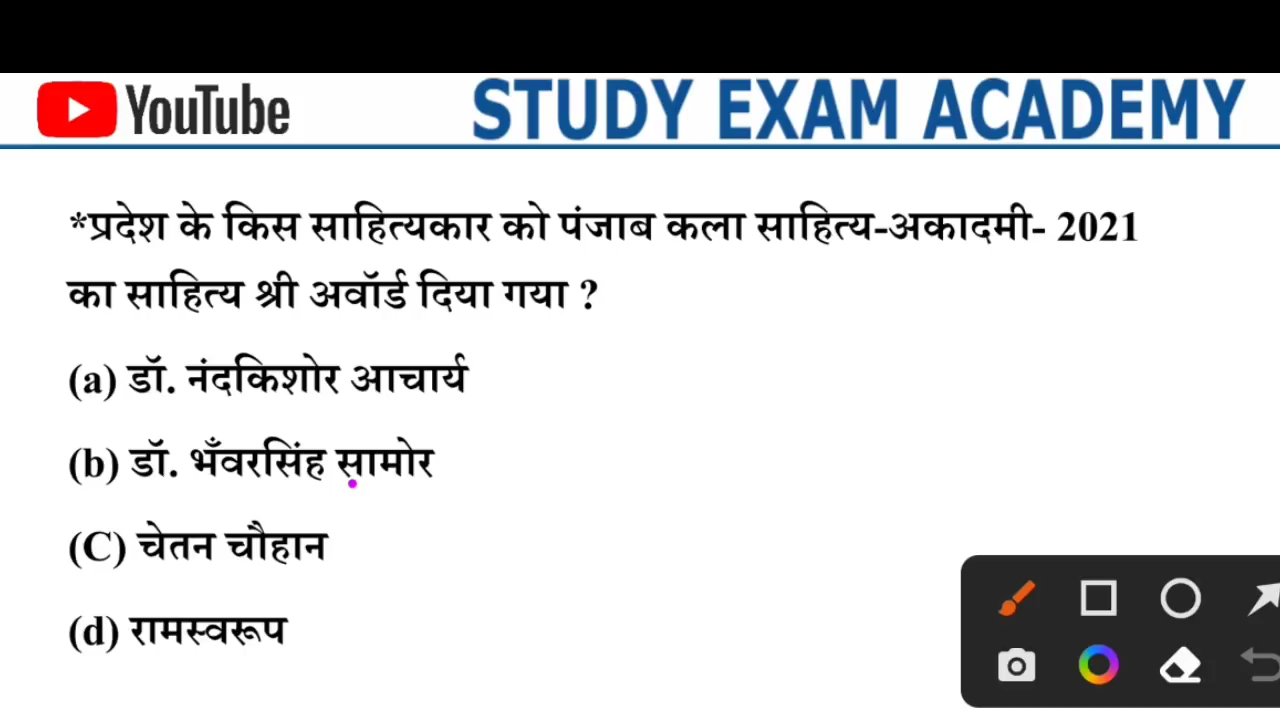 YouTube STUDY EXAM ACADEMY
*प्रदेश के किस साहित्यकार को पंजाब कला साहित्य-अकादमी- 2021
का साहित्य श्री अवॉर्ड दिया गया ?
(a) डॉ. नंदकिशोर आचार्य
(b) डॉ. भँवरसिंह सामोर
(C) चेतन चौहान
(d) रामस्वरूप